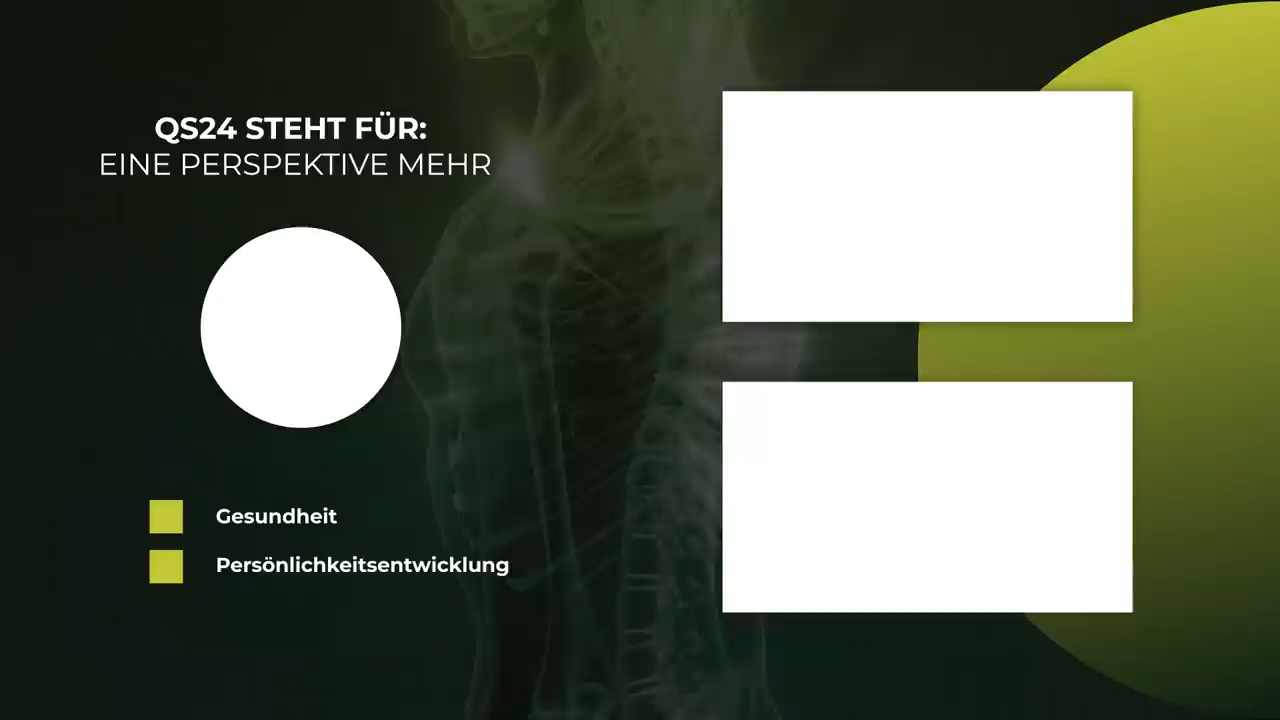 QS24 STEHT FÜR:
EINE PERSPEKTIVE MEHR
Gesundheit
Persönlichkeitsentwicklung